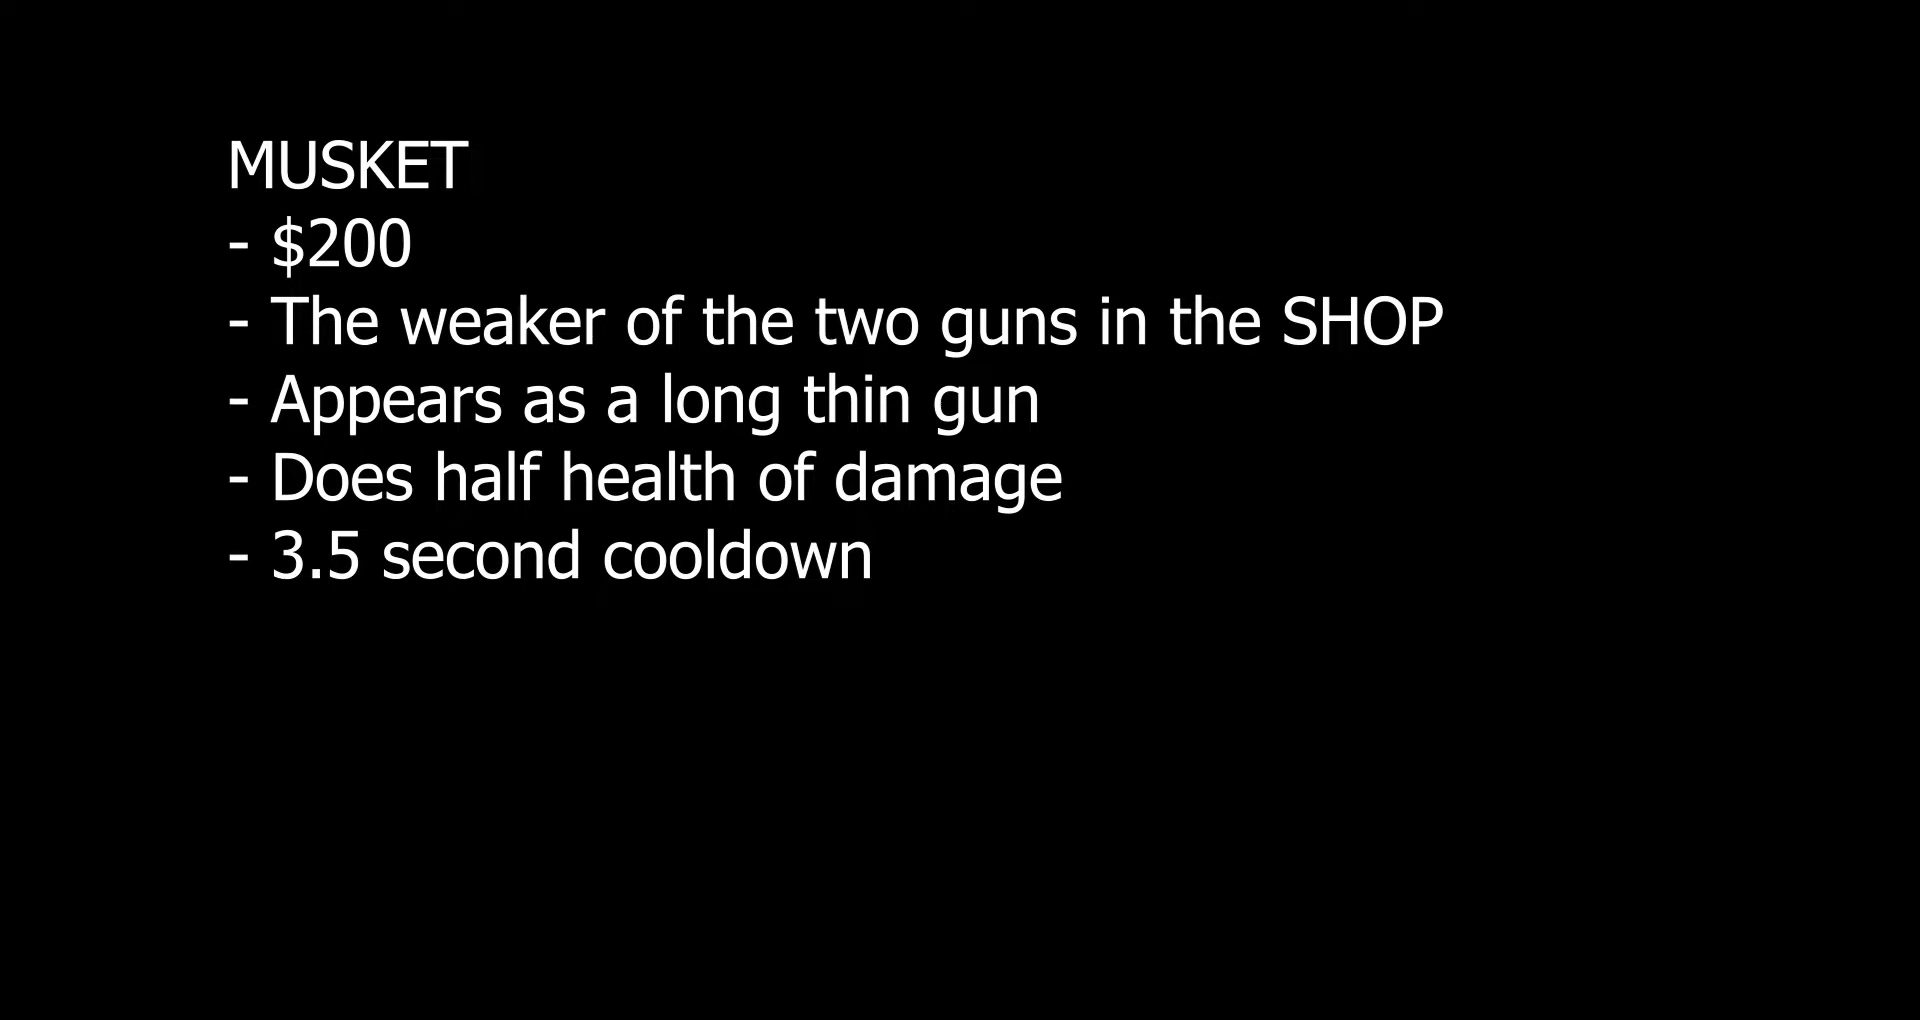 MUSKET
- $200
- The weaker of the two guns in the SHOP
- Appears as a long thin gun
- Does half health of damage
- 3.5 second cooldown